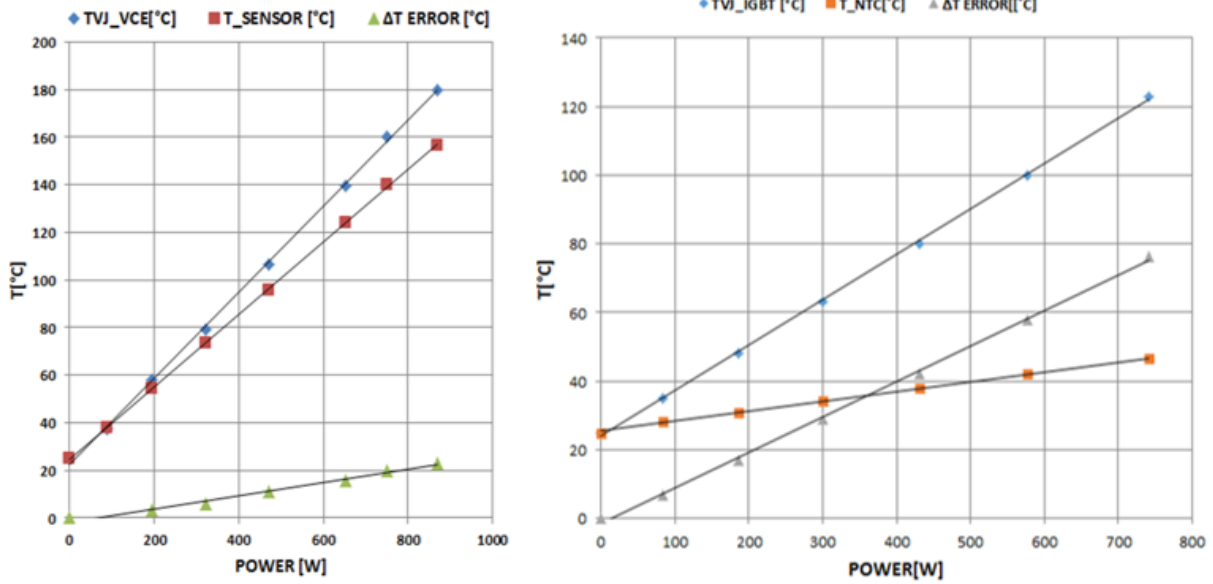 TVJ_VCE[°C] T_SENSOR [°C] ΔT ERROR [°C]
200
180
160
140
120
100
80
60
40
20
0
T[°C]
0 200 400 600 800 1000
POWER [W]
TVJ_IGBT [°C] T_NTC[°C] ΔT ERROR[[°C]
140
120
100
80
60
40
20
0
T[°C]
0 100 200 300 400 500 600 700 800
POWER[W]